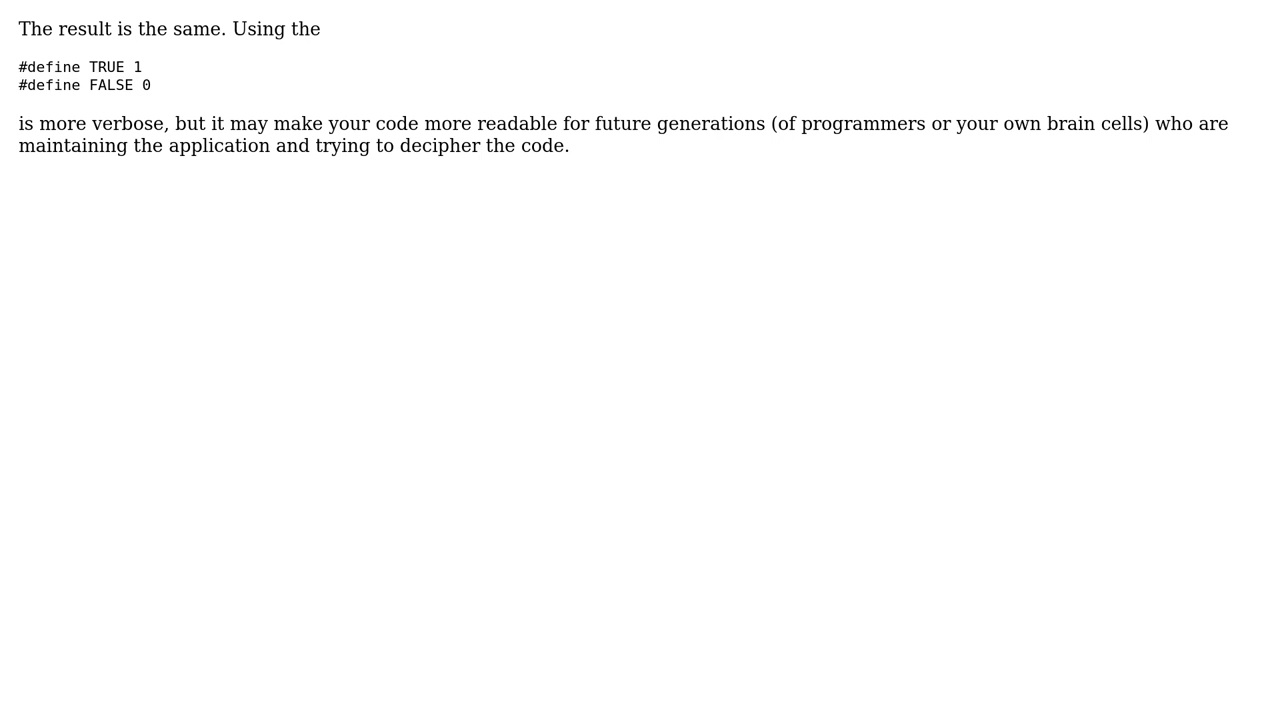 The result is the same. Using the
#define TRUE 1
#define FALSE 0
is more verbose, but it may make your code more readable for future generations (of programmers or your own brain cells) who are
maintaining the application and trying to decipher the code.